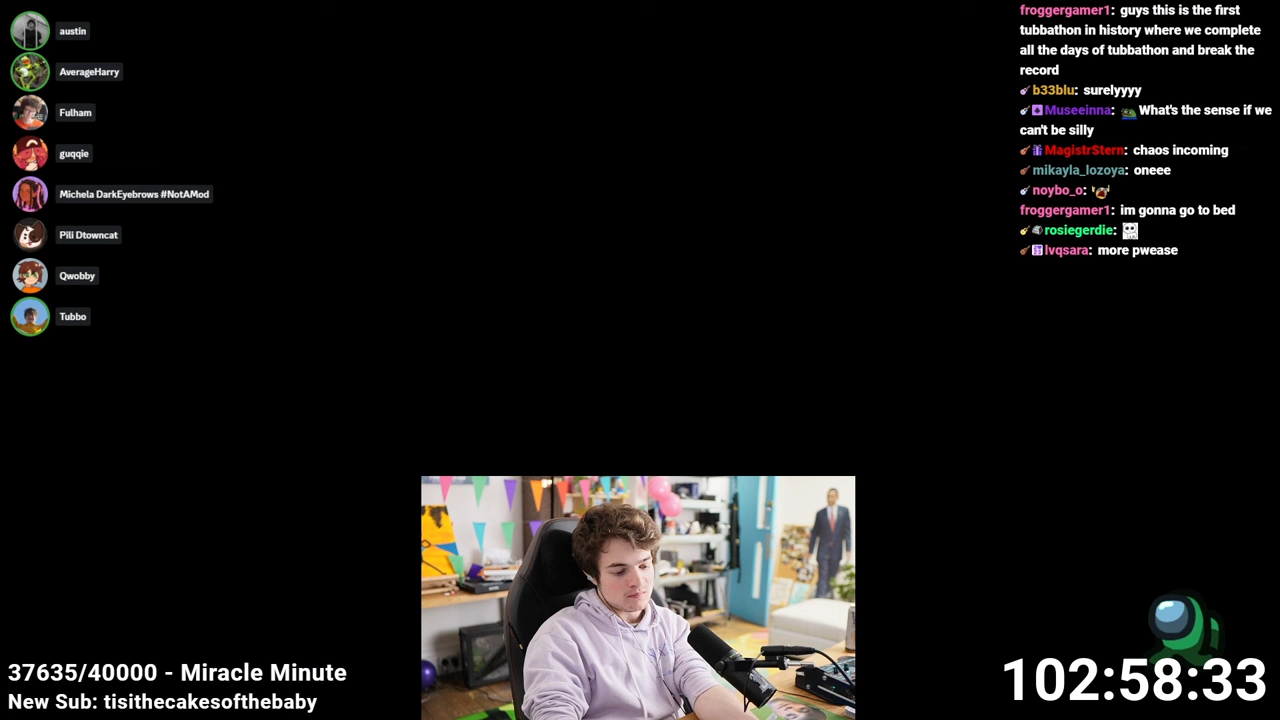 austin
AverageHarry
Fulham
guqqie
Michela DarkEyebrows #NotAMod
Pili Dtowncat
Qwobby
Tubbo
froggergamer1: guys this is the first
tubbathon in history where we complete
all the days of tubbathon and break the
record
b33blu: surelyyyy
Museeinna: What's the sense if we
can't be silly
MagistrStern: chaos incoming
mikayla_lozoya: oneee
noybo_o:
froggergamer1: im gonna go to bed
rosiegerdie:
lvqsara: more pwease
37635/40000 - Miracle Minute
New Sub: tisithecakesofthebaby
102:58:33